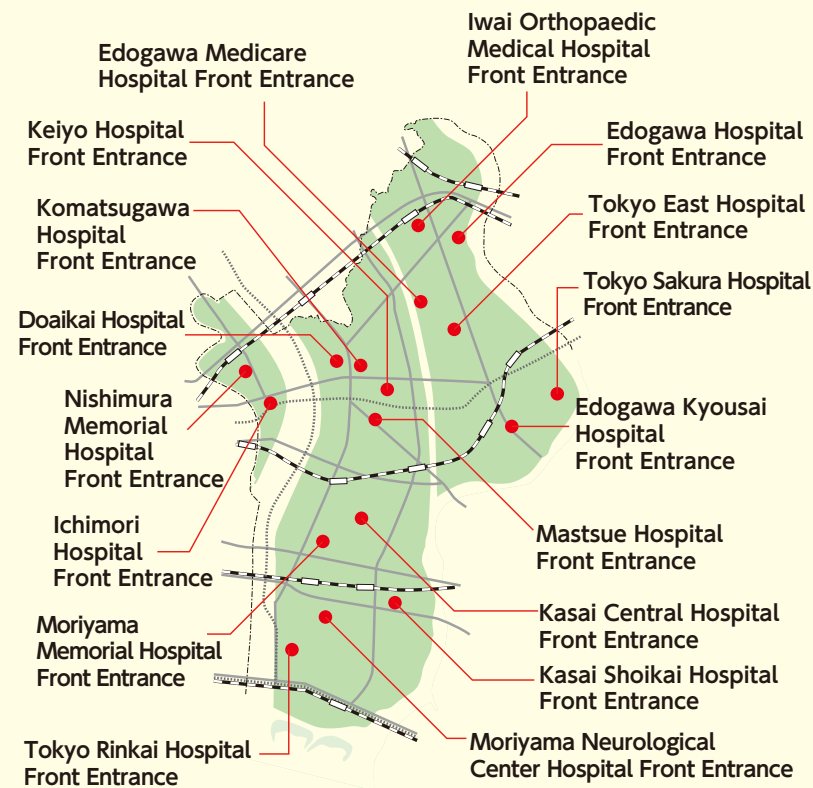 Iwai Orthopaedic
Medical Hospital
Front Entrance
Edogawa Medicare
Hospital Front Entrance
Keiyo Hospital
Front Entrance
Edogawa Hospital
Front Entrance
Komatsugawa
Hospital
Front Entrance
Tokyo East Hospital
Front Entrance
Tokyo Sakura Hospital
Front Entrance
Doaikai Hospital
Front Entrance
Nishimura
Memorial
Hospital
Front Entrance
Edogawa Kyousai
Hospital
Front Entrance
Ichimori
Hospital
Front Entrance
Mastsue Hospital
Front Entrance
Moriyama
Memorial Hospital
Front Entrance
Kasai Central Hospital
Front Entrance
Kasai Shoikai Hospital
Front Entrance
Tokyo Rinkai Hospital
Front Entrance
Moriyama Neurological
Center Hospital Front Entrance